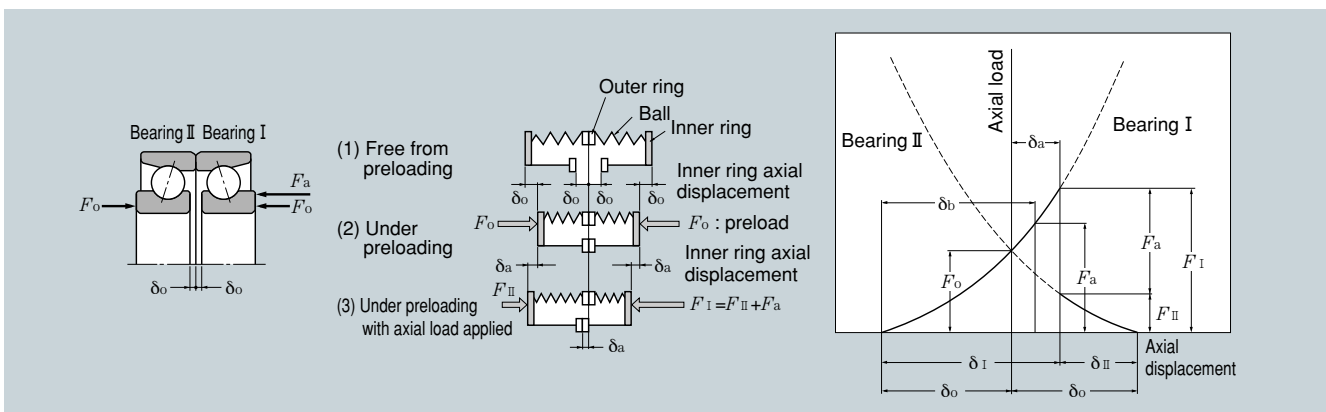 Bearing Ⅱ Bearing Ⅰ
Fa
Fo
Fo
δo δo
(1) Free from
preloading
(2) Under
preloading
(3) Under preloading
with axial load applied
Outer ring
Ball
Inner ring
Inner ring axial
displacement
δo δo δo δo
Fo Fo : preload
Inner ring axial
displacement
δa δa
FⅡ
FⅠ=FⅡ+Fa
δa
Axial load
Bearing Ⅱ
Bearing Ⅰ
δa
δb
Fo
Fa
Fa
FⅠ
FⅡ
Axial
displacement
δⅠ δⅡ
δo δo